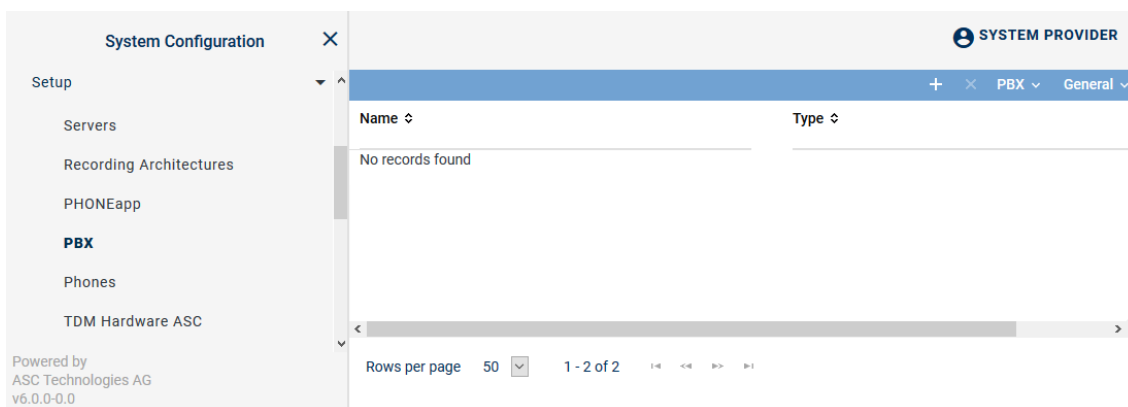 System Configuration
SYSTEM PROVIDER
Setup
PBX
General
Servers
Name
Type
Recording Architectures
No records found
PHONEapp
PBX
Phones
TDM Hardware ASC
Powered by
ASC Technologies AG
v6.0.0-0.0
Rows per page 50 1 - 2 of 2